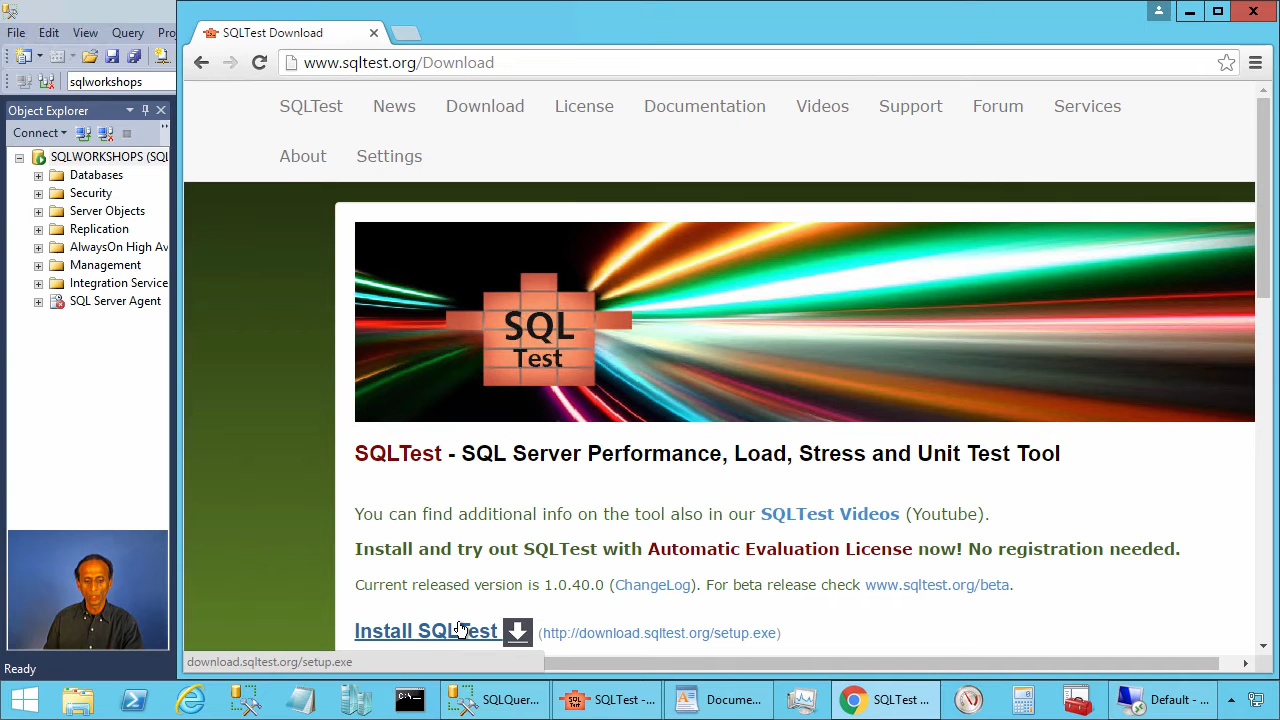 SQLTest Download
File Edit View Query Pro
www.sqltest.org/Download
sqlworkshops
Object Explorer
Connect
SQLWORKSHOPS (SQL
Databases
Security
Server Objects
Replication
AlwaysOn High Av
Management
Integration Service
SQL Server Agent
SQLTest News Download License Documentation Videos Support Forum Services
About Settings
SQL
Test
SQLTest - SQL Server Performance, Load, Stress and Unit Test Tool
You can find additional info on the tool also in our SQLTest Videos (Youtube).
Install and try out SQLTest with Automatic Evaluation License now! No registration needed.
Current released version is 1.0.40.0 (ChangeLog). For beta release check www.sqltest.org/beta.
Install SQLTest (http://download.sqltest.org/setup.exe)
download.sqltest.org/setup.exe
Ready
SQLQuer... SQLTest -... Docume... SQLTest ... Default - ...